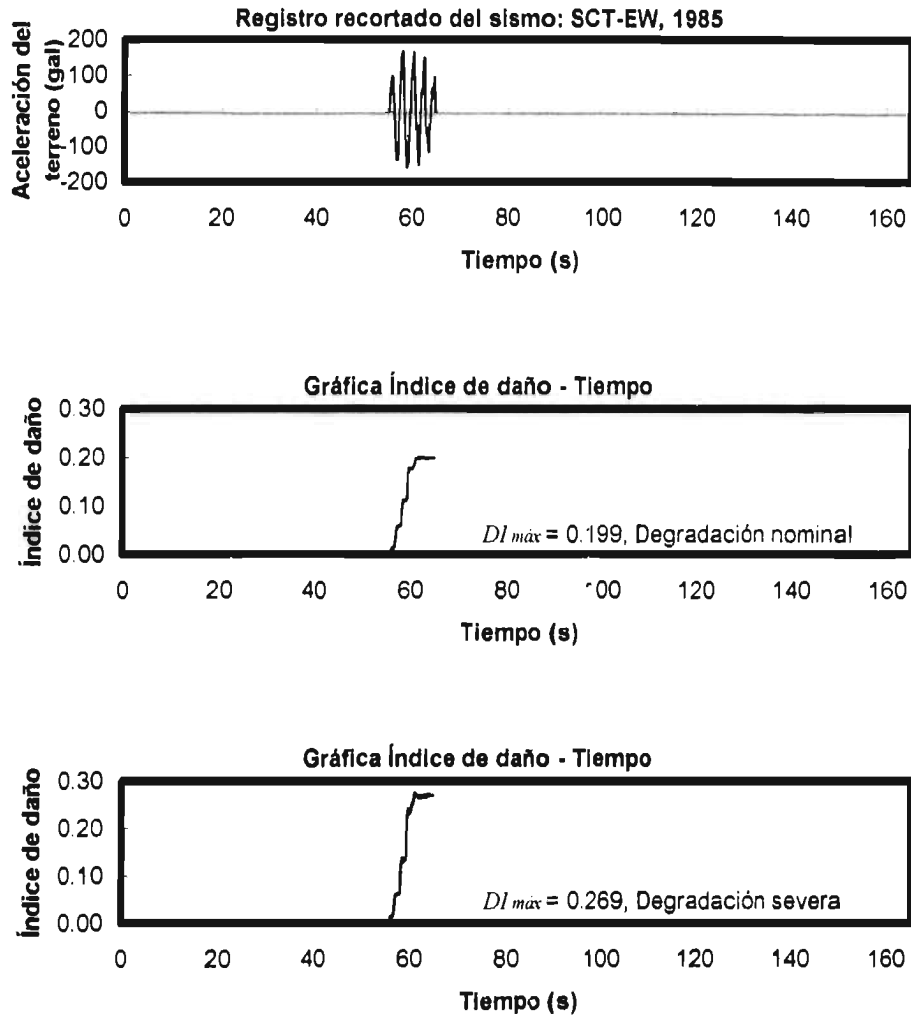 Registro recortado del sismo: SCT-EW, 1985
Aceleración del
terreno (gal)
200
100
0
-100
-200
0 20 40 60 80 100 120 140 160
Tiempo (s)
Gráfica Índice de daño - Tiempo
Índice de daño
0.30
0.20
0.10
0.00
DI máx = 0.199, Degradación nominal
0 20 40 60 80 00 120 140 160
Tiempo (s)
Gráfica Índice de daño - Tiempo
Índice de daño
0.30
0.20
0.10
0.00
DI máx = 0.269, Degradación severa
0 20 40 60 80 100 120 140 160
Tiempo (s)